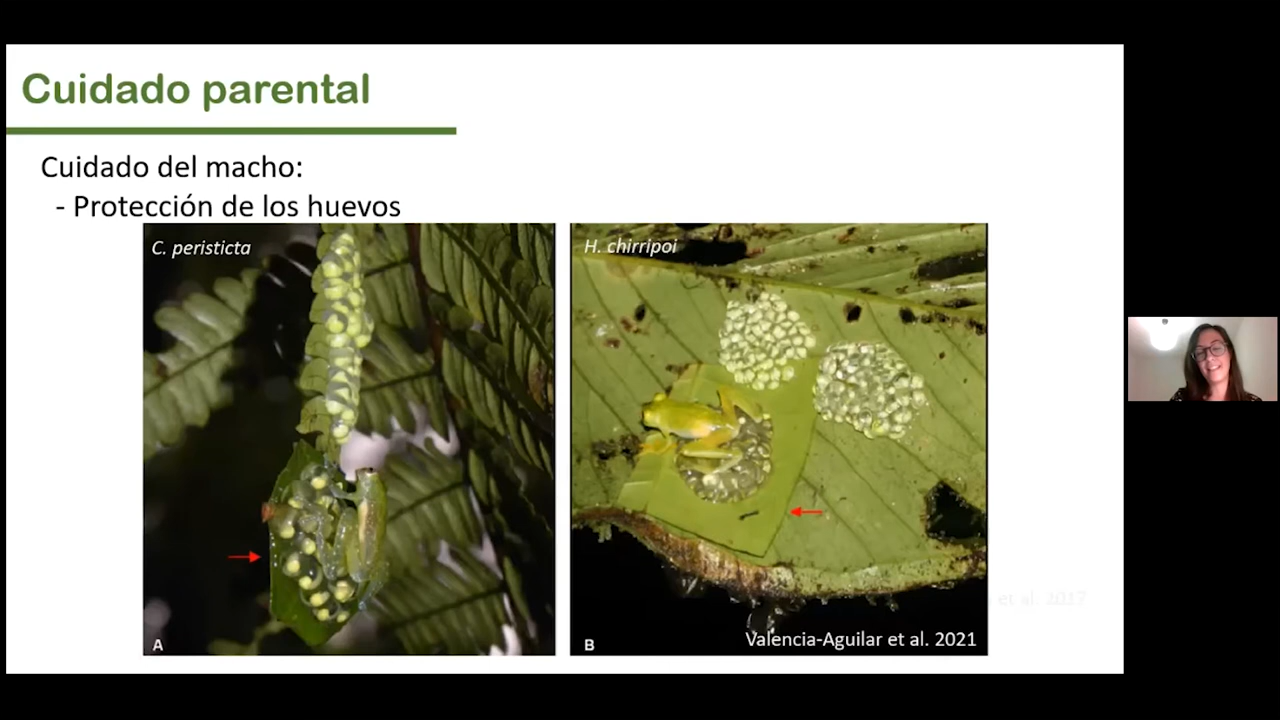 Cuidado parental
Cuidado del macho:
- Protección de los huevos
C. peristicta
H. chirripoi
et al. 2017
A
B
Valencia-Aguilar et al. 2021